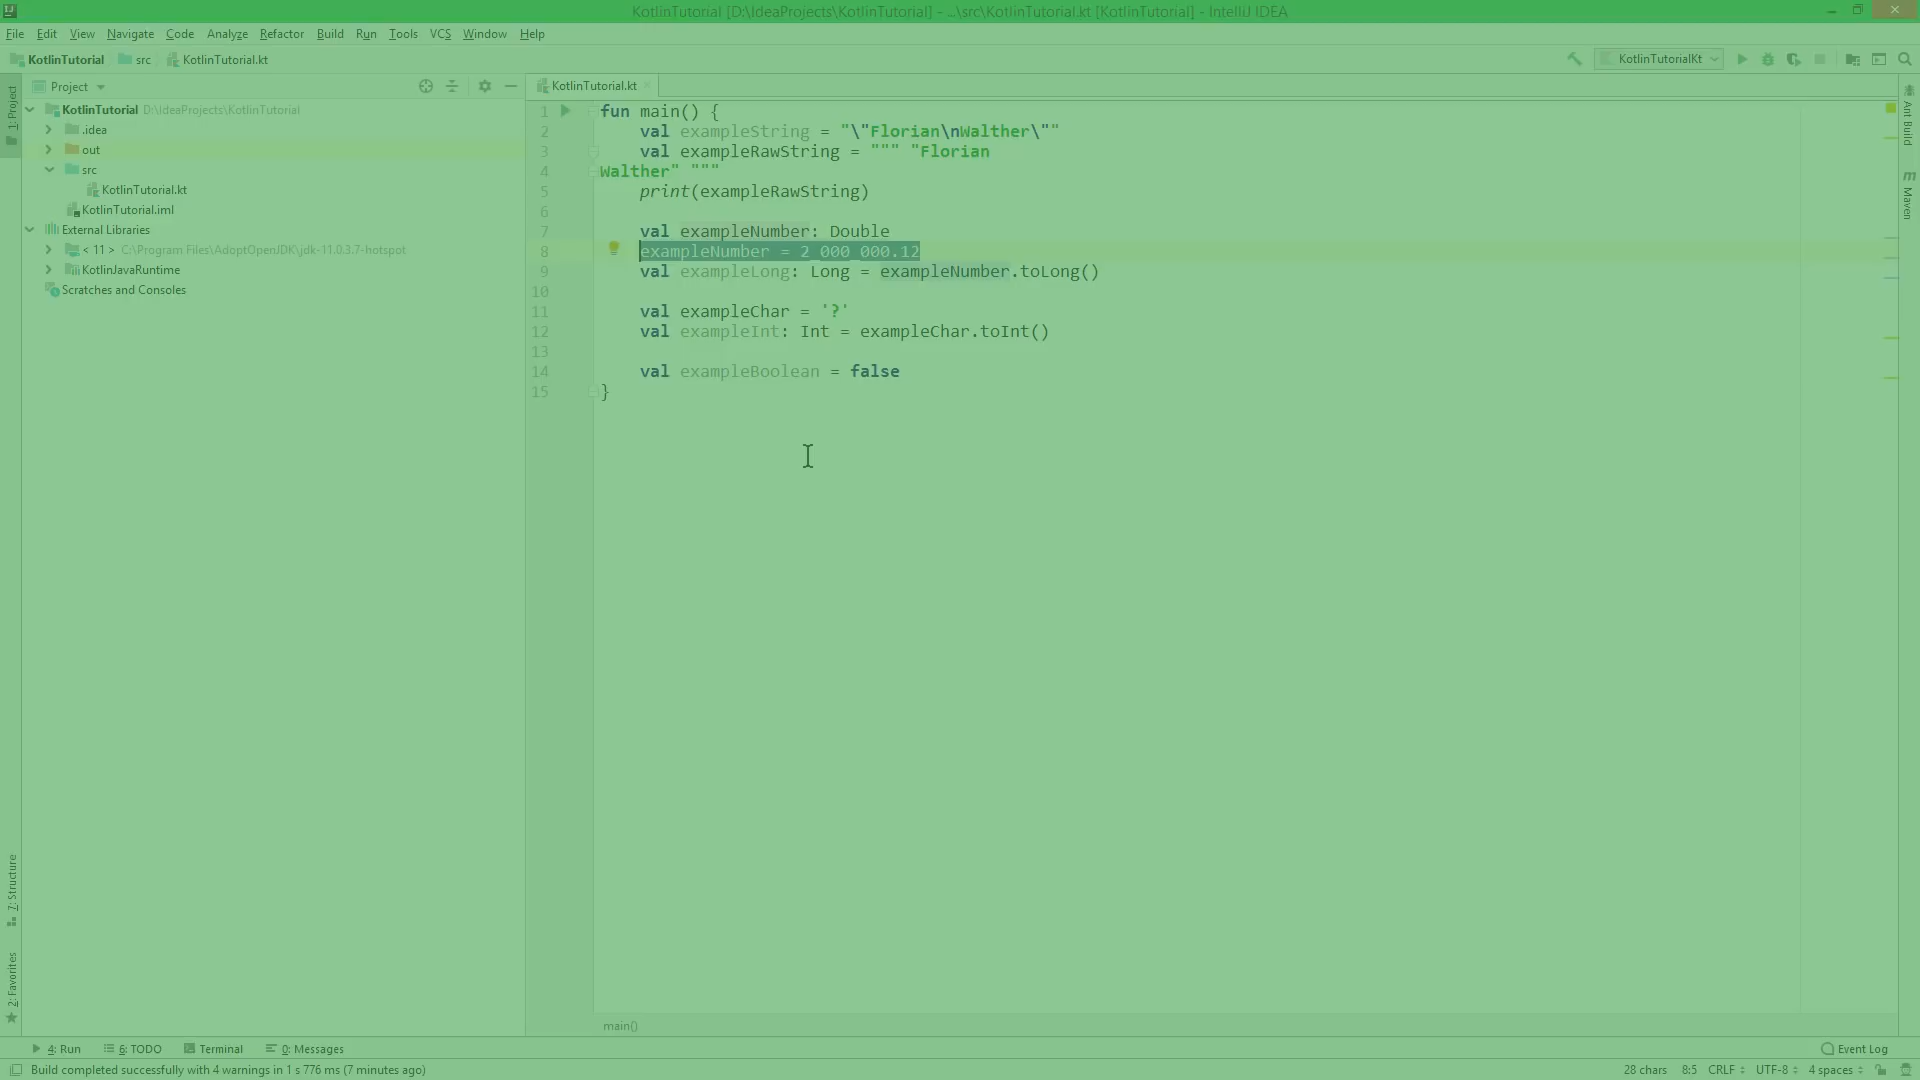 KotlinTutorial [D:\IdeaProjects\KotlinTutorial] - ...\src\KotlinTutorial.kt [KotlinTutorial] - IntelliJ IDEA
File Edit View Navigate Code Analyze Refactor Build Run Tools VCS Window Help
KotlinTutorial src KotlinTutorial.kt KotlinTutorialKt
Project
KotlinTutorial.kt
1: Project
KotlinTutorial D:\IdeaProjects\KotlinTutorial
.idea
out
src
KotlinTutorial.kt
KotlinTutorial.iml
External Libraries
< 11 > C:\Program Files\AdoptOpenJDK\jdk-11.0.3.7-hotspot
KotlinJavaRuntime
Scratches and Consoles
1 fun main() {
2 val exampleString = "\"Florian\nWalther\""
3 val exampleRawString = """ "Florian
4 Walther" """
5 print(exampleRawString)
6
7 val exampleNumber: Double
8 exampleNumber = 2_000_000.12
9 val exampleLong: Long = exampleNumber.toLong()
10
11 val exampleChar = '?'
12 val exampleInt: Int = exampleChar.toInt()
13
14 val exampleBoolean = false
15 }
Ant Build
Maven
7: Structure
2: Favorites
main()
4: Run 6: TODO Terminal 0: Messages Event Log
Build completed successfully with 4 warnings in 1 s 776 ms (7 minutes ago) 28 chars 8:5 CRLF UTF-8 4 spaces